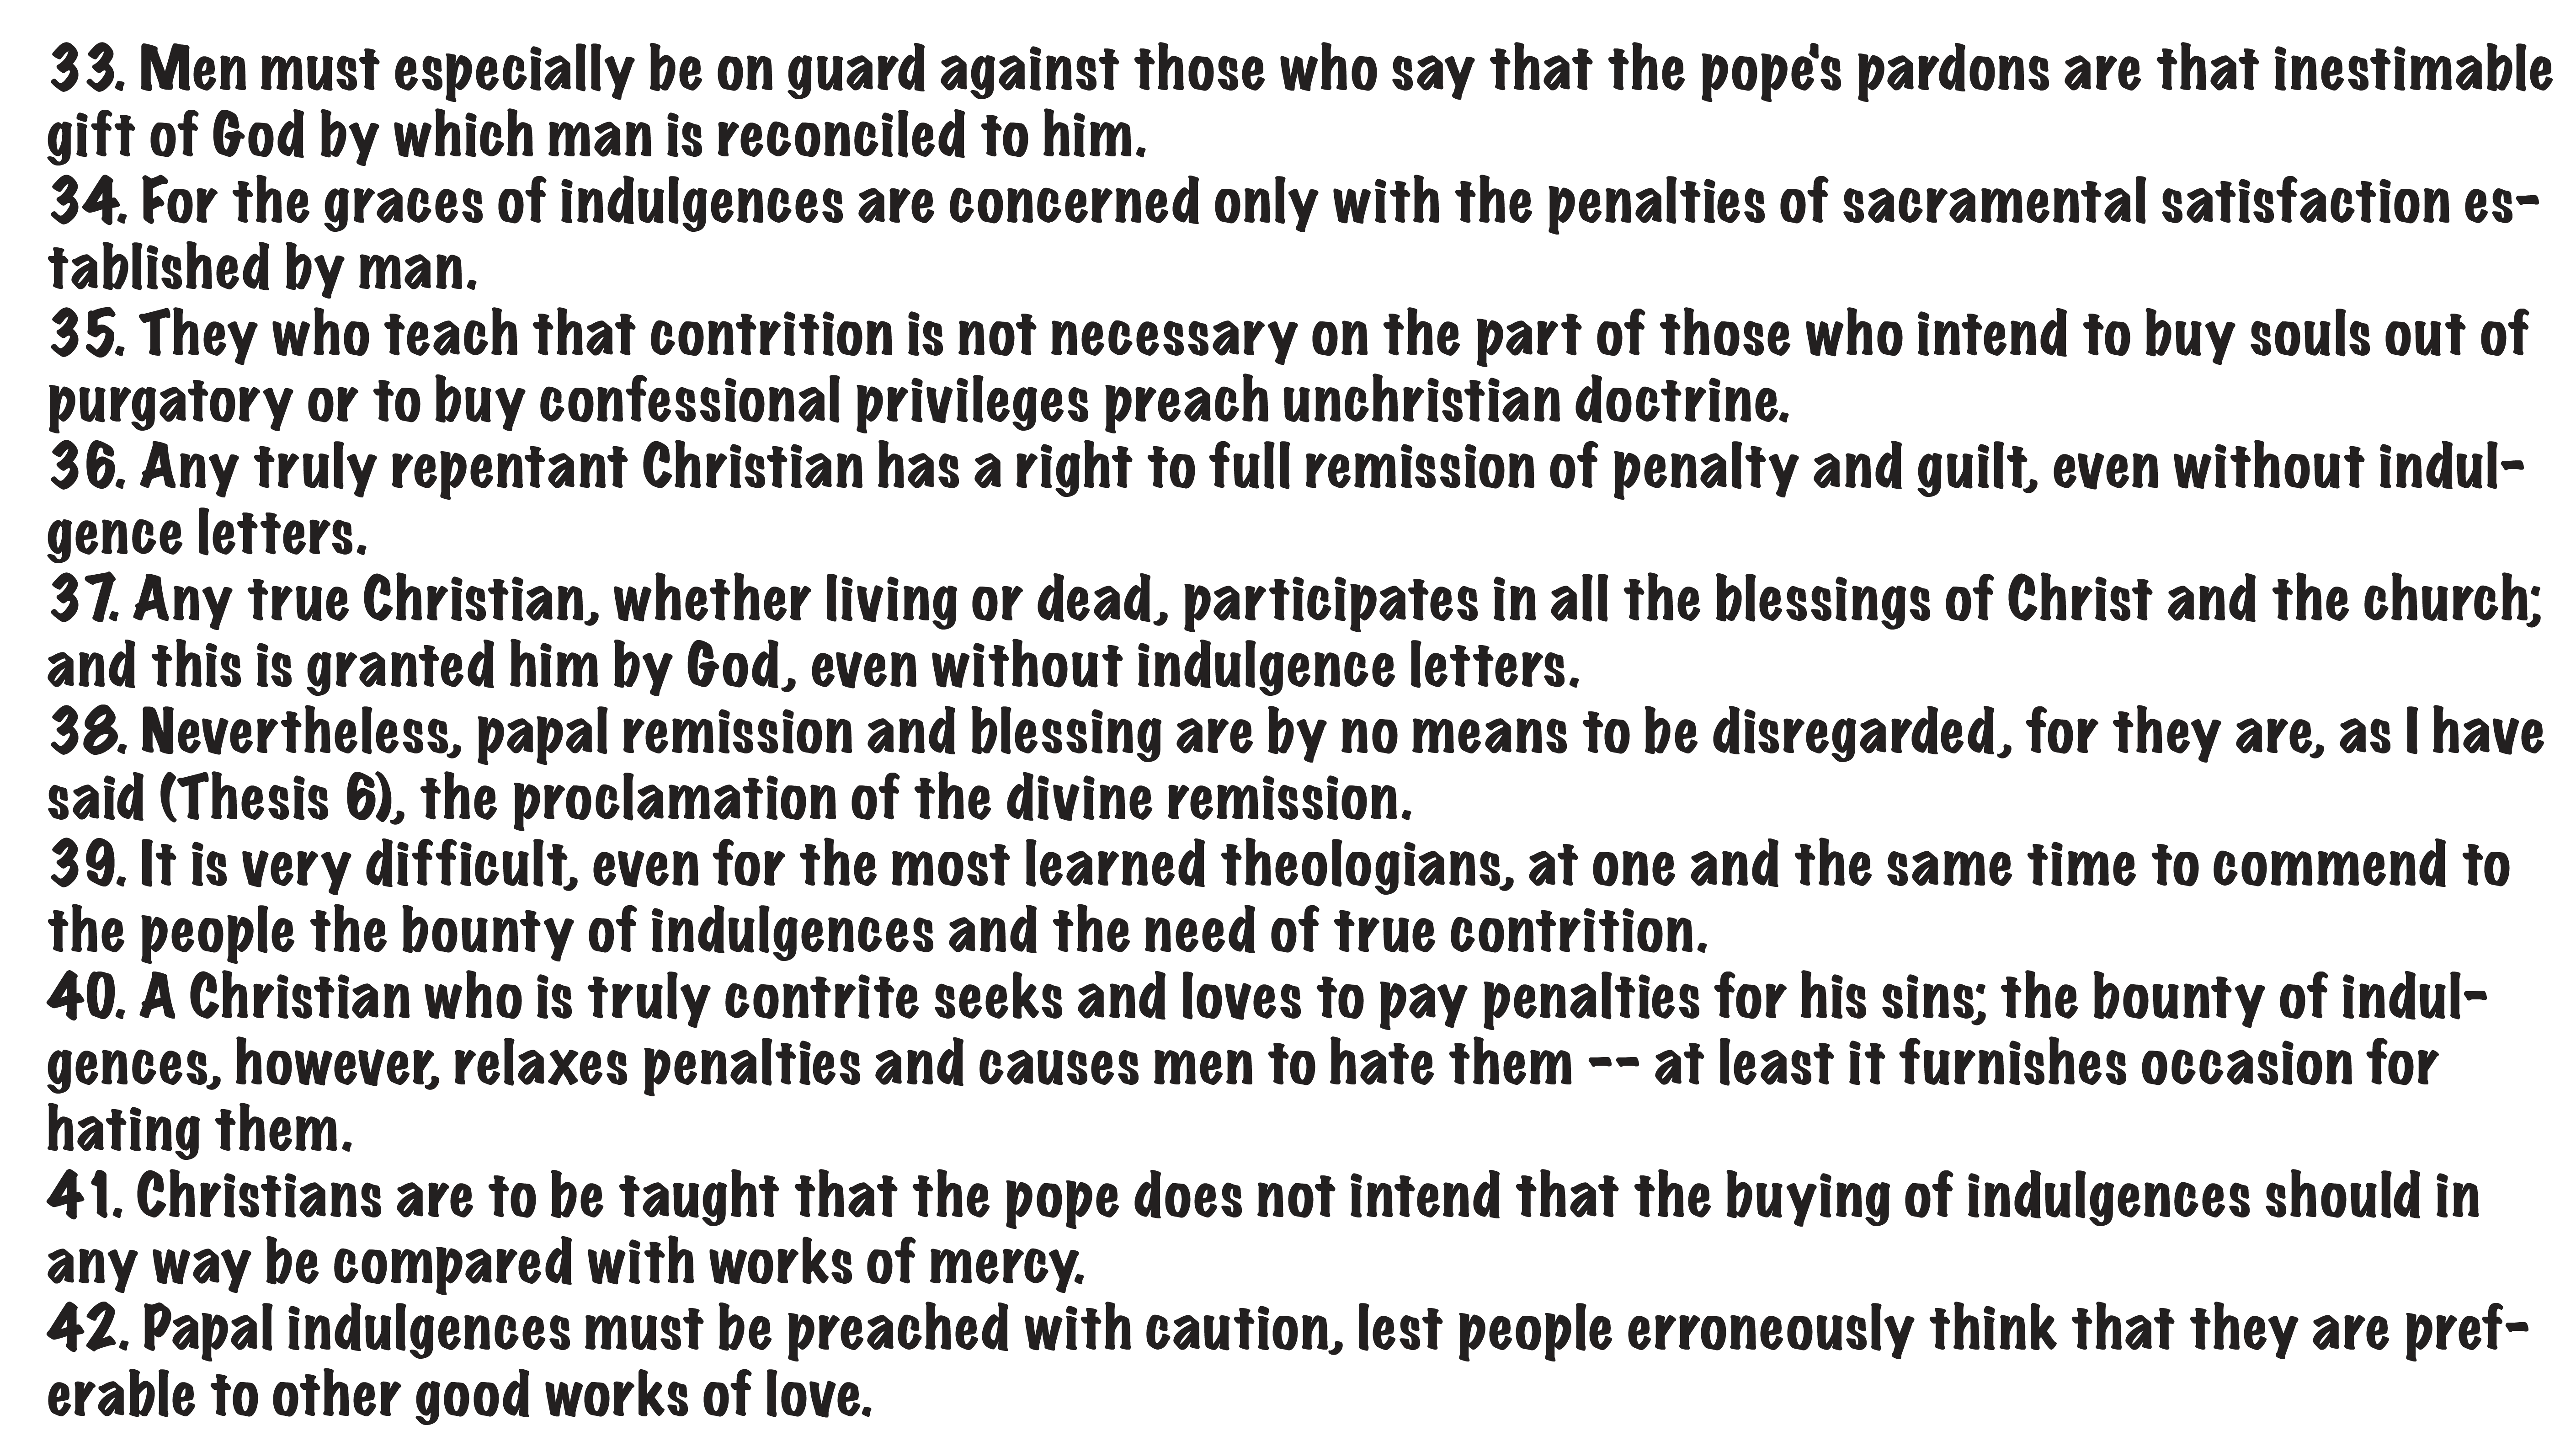 33. Men must especially be on guard against those who say that the pope's pardons are that inestimable
gift of God by which man is reconciled to him.
34. For the graces of indulgences are concerned only with the penalties of sacramental satisfaction es-
tablished by man.
35. They who teach that contrition is not necessary on the part of those who intend to buy souls out of
purgatory or to buy confessional privileges preach unchristian doctrine.
36. Any truly repentant Christian has a right to full remission of penalty and guilt, even without indul-
gence letters.
37. Any true Christian, whether living or dead, participates in all the blessings of Christ and the church;
and this is granted him by God, even without indulgence letters.
38. Nevertheless, papal remission and blessing are by no means to be disregarded, for they are, as I have
said (Thesis 6), the proclamation of the divine remission.
39. It is very difficult, even for the most learned theologians, at one and the same time to commend to
the people the bounty of indulgences and the need of true contrition.
40. A Christian who is truly contrite seeks and loves to pay penalties for his sins; the bounty of indul-
gences, however, relaxes penalties and causes men to hate them -- at least it furnishes occasion for
hating them.
41. Christians are to be taught that the pope does not intend that the buying of indulgences should in
any way be compared with works of mercy.
42. Papal indulgences must be preached with caution, lest people erroneously think that they are pref-
erable to other good works of love.